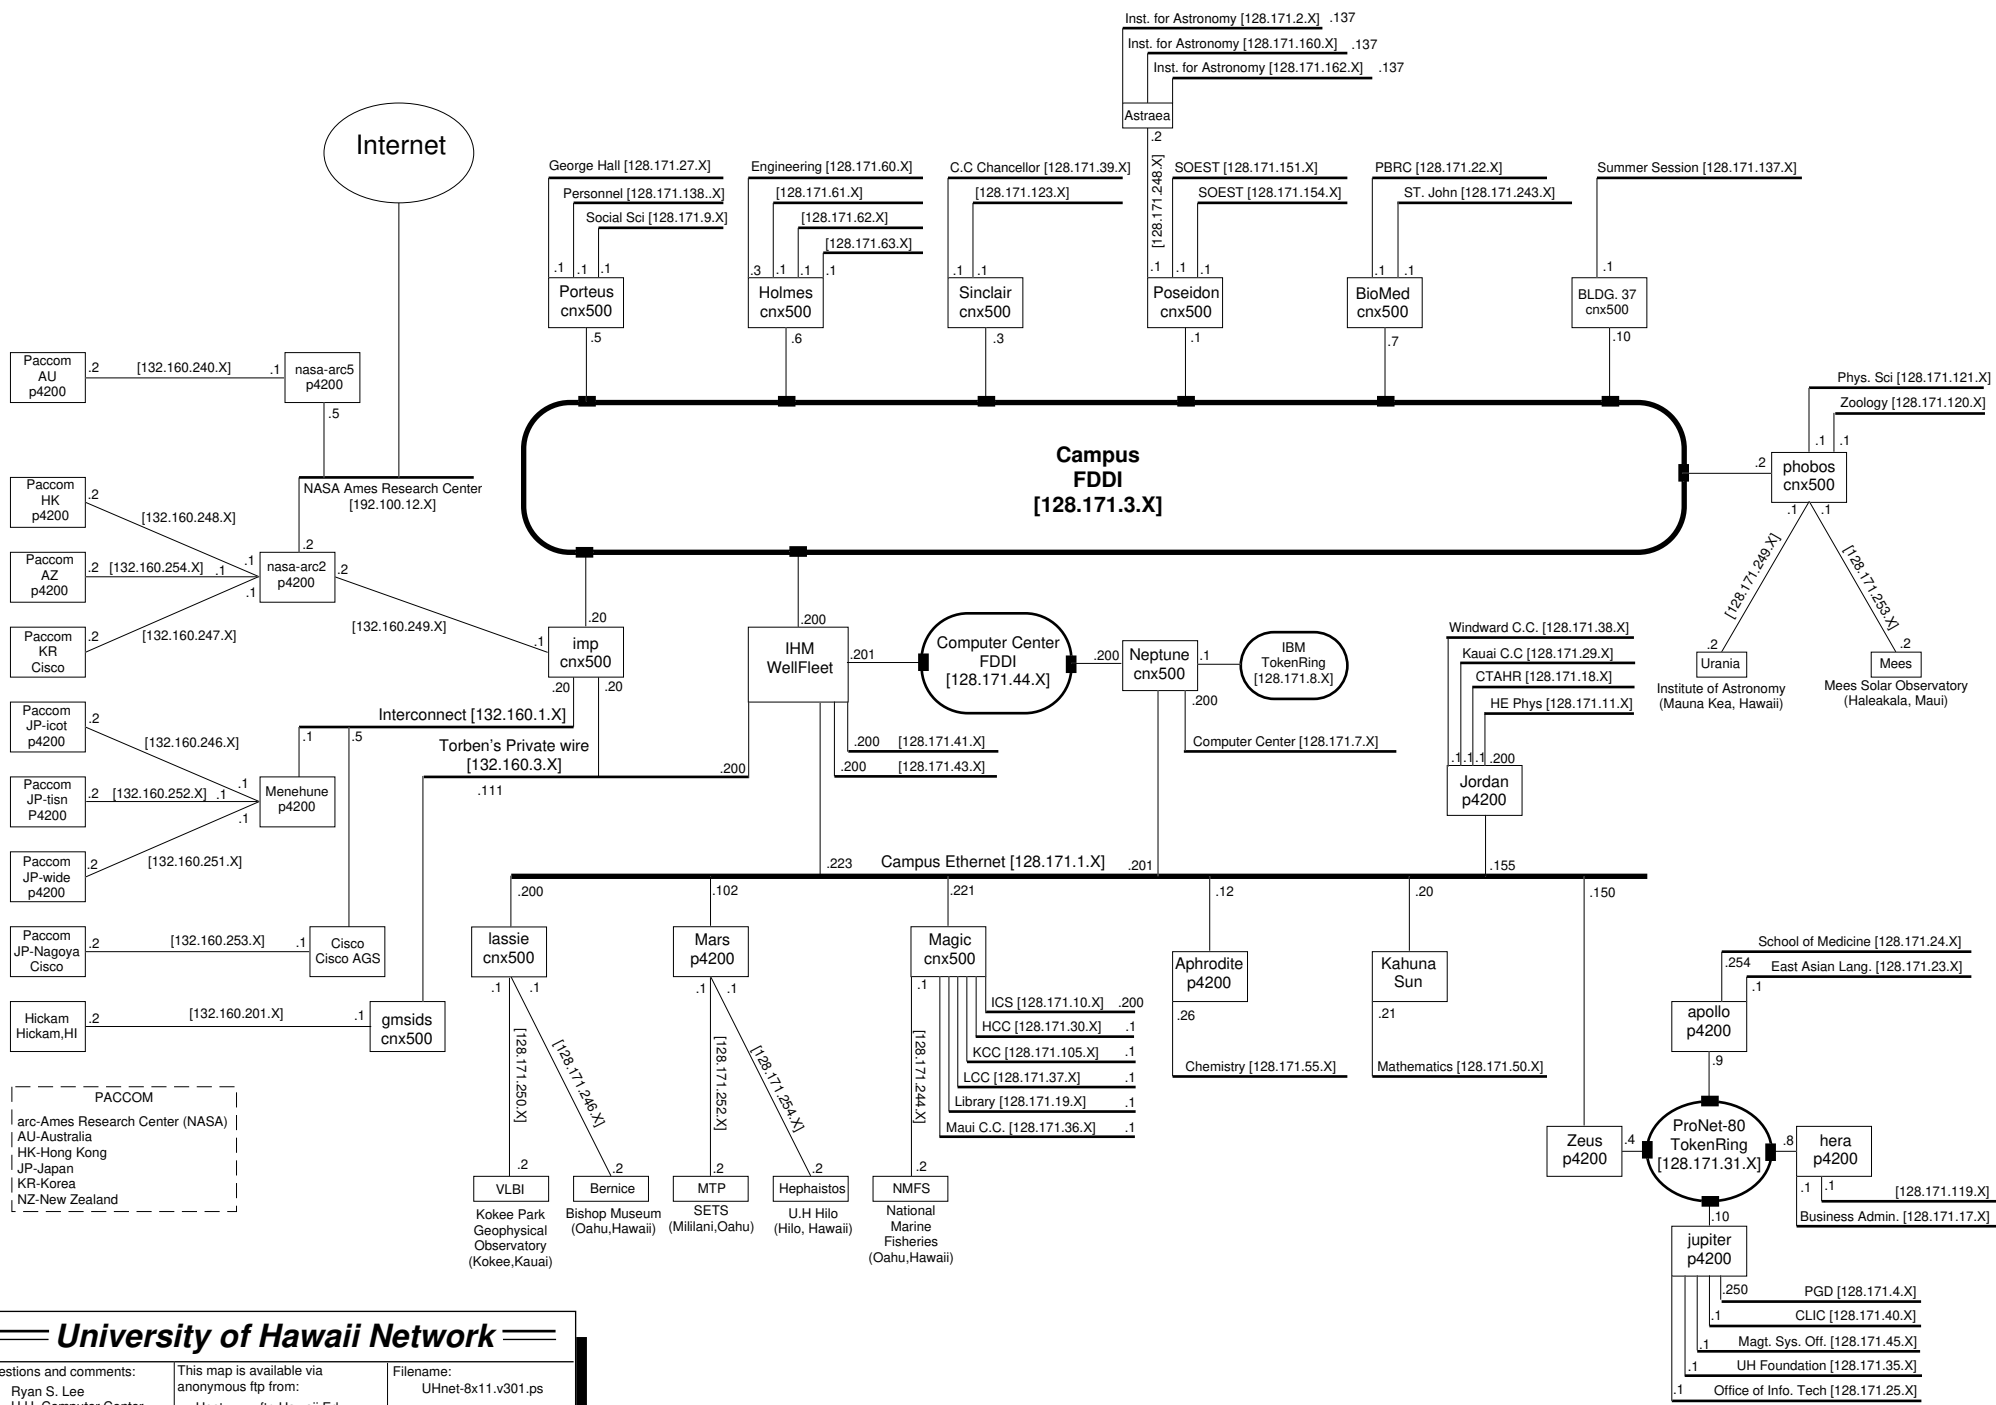 Inst. for Astronomy [128.171.2.X] .137
Inst. for Astronomy [128.171.160.X] .137
Inst. for Astronomy [128.171.162.X] .137
Astraea
.2
[128.171.248.X]
Internet
George Hall [128.171.27.X]
Personnel [128.171.138..X]
Social Sci [128.171.9.X]
.1 .1 .1
Porteus
cnx500
.5
Engineering [128.171.60.X]
[128.171.61.X]
[128.171.62.X]
[128.171.63.X]
.3 .1 .1 .1
Holmes
cnx500
.6
C.C Chancellor [128.171.39.X]
[128.171.123.X]
.1 .1
Sinclair
cnx500
.3
SOEST [128.171.151.X]
SOEST [128.171.154.X]
.1 .1 .1
Poseidon
cnx500
.1
PBRC [128.171.22.X]
ST. John [128.171.243.X]
.1 .1
BioMed
cnx500
.7
Summer Session [128.171.137.X]
.1
BLDG. 37
cnx500
.10
Paccom
AU
p4200
.2 [132.160.240.X] .1
nasa-arc5
p4200
.5
NASA Ames Research Center
[192.100.12.X]
Campus
FDDI
[128.171.3.X]
Phys. Sci [128.171.121.X]
Zoology [128.171.120.X]
.1 .1
.2
phobos
cnx500
.1 .1
[128.171.249.X]
[128.171.253.X]
.2
Urania
Institute of Astronomy
(Mauna Kea, Hawaii)
.2
Mees
Mees Solar Observatory
(Haleakala, Maui)
Paccom
HK
p4200
.2
[132.160.248.X]
.1
Paccom
AZ
p4200
.2 [132.160.254.X] .1
.2
nasa-arc2
p4200
.2
.1
Paccom
KR
Cisco
.2
[132.160.247.X]
[132.160.249.X]
.20
.1
imp
cnx500
.20 .20
.200
IHM
WellFleet
.201
Computer Center
FDDI
[128.171.44.X]
.200
Neptune
cnx500
.1
.200
IBM
TokenRing
[128.171.8.X]
Computer Center [128.171.7.X]
Windward C.C. [128.171.38.X]
Kauai C.C [128.171.29.X]
CTAHR [128.171.18.X]
HE Phys [128.171.11.X]
.1 .1 .1 .200
Jordan
p4200
.155
Paccom
JP-icot
p4200
.2
[132.160.246.X]
.1
Interconnect [132.160.1.X]
.1 .5
Torben's Private wire
[132.160.3.X]
.111
.200
.200 [128.171.41.X]
.200 [128.171.43.X]
Paccom
JP-tisn
P4200
.2 [132.160.252.X] .1
Menehune
p4200
.1
Paccom
JP-wide
p4200
.2
[132.160.251.X]
.223 Campus Ethernet [128.171.1.X] .201
.200
.102
.221
.12
.20
.150
Paccom
JP-Nagoya
Cisco
.2 [132.160.253.X] .1
Cisco
Cisco AGS
Hickam
Hickam,HI
.2 [132.160.201.X] .1
gmsids
cnx500
lassie
cnx500
.1 .1
[128.171.250.X]
[128.171.246.X]
.2
VLBI
Kokee Park
Geophysical
Observatory
(Kokee,Kauai)
.2
Bernice
Bishop Museum
(Oahu,Hawaii)
Mars
p4200
.1 .1
[128.171.252.X]
[128.171.254.X]
.2
MTP
SETS
(Mililani,Oahu)
.2
Hephaistos
U.H Hilo
(Hilo, Hawaii)
Magic
cnx500
.1
[128.171.244.X]
ICS [128.171.10.X] .200
HCC [128.171.30.X] .1
KCC [128.171.105.X] .1
LCC [128.171.37.X] .1
Library [128.171.19.X] .1
Maui C.C. [128.171.36.X] .1
.2
NMFS
National
Marine
Fisheries
(Oahu,Hawaii)
Aphrodite
p4200
.26
Chemistry [128.171.55.X]
Kahuna
Sun
.21
Mathematics [128.171.50.X]
School of Medicine [128.171.24.X]
.254
East Asian Lang. [128.171.23.X]
.1
apollo
p4200
.9
Zeus
p4200
.4
ProNet-80
TokenRing
[128.171.31.X]
.8
hera
p4200
.1 .1
[128.171.119.X]
Business Admin. [128.171.17.X]
.10
jupiter
p4200
.250 PGD [128.171.4.X]
.1 CLIC [128.171.40.X]
.1 Magt. Sys. Off. [128.171.45.X]
.1 UH Foundation [128.171.35.X]
.1 Office of Info. Tech [128.171.25.X]
PACCOM
arc-Ames Research Center (NASA)
AU-Australia
HK-Hong Kong
JP-Japan
KR-Korea
NZ-New Zealand
University of Hawaii Network
estions and comments:
Ryan S. Lee
This map is available via
anonymous ftp from:
Filename:
UHnet-8x11.v301.ps